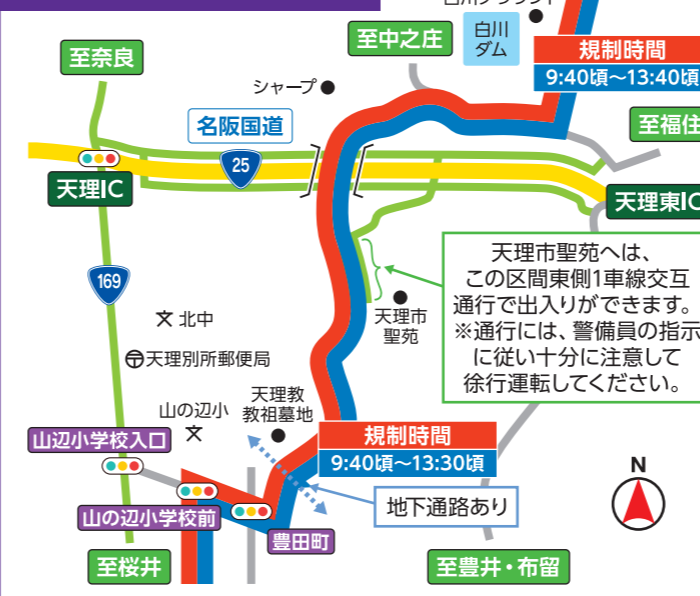 至奈良
至中之庄
白川
ダム
規制時間
9:40頃〜13:40頃
シャープ
名阪国道
25
至福住
天理IC
天理東IC
169
天理市聖苑へは、
この区間東側1車線交互
通行で出入りができます。
※通行には、警備員の指示
に従い十分に注意して
徐行運転してください。
天理市
聖苑
文 北中
天理別所郵便局
山の辺小
文
天理教
教祖墓地
規制時間
9:40頃〜13:30頃
山辺小学校入口
山の辺小学校前
地下通路あり
豊田町
至桜井
至豊井・布留
N